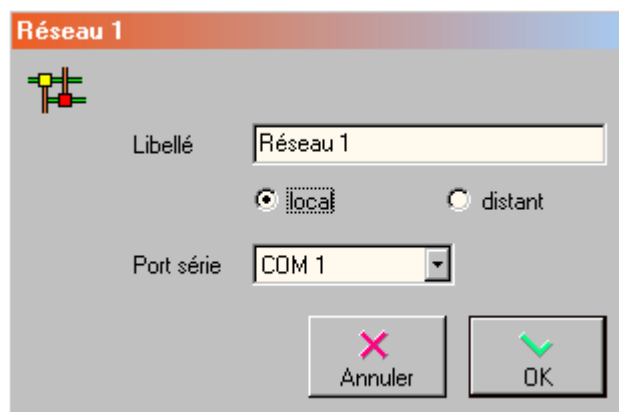 Réseau 1
Libellé Réseau 1
local distant
Port série COM 1
Annuler OK